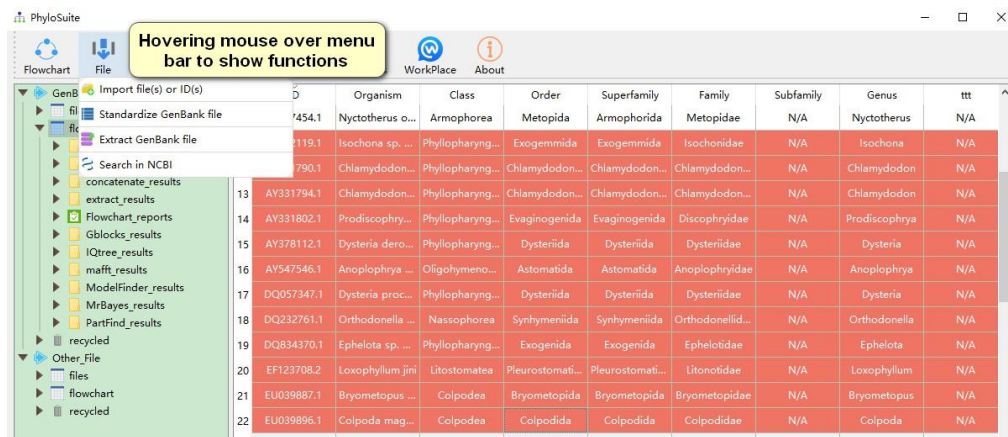 PhyloSuite
Hovering mouse over menu
bar to show functions
Flowchart File WorkPlace About
Import file(s) or ID(s)
Standardize GenBank file
Extract GenBank file
Search in NCBI
GenB
concatenate_results
extract_results
Flowchart_reports
Gblocks_results
IQtree_results
mafft_results
ModelFinder_results
MrBayes_results
PartFind_results
recycled
Other_File
files
flowchart
recycled
Organism Class Order Superfamily Family Subfamily Genus ttt
7454.1 Nyctotherus o... Armophorea Metopida Armophorida Metopidae N/A Nyctotherus N/A
2119.1 Isochona sp. ... Phyllopharyng... Exogemmida Exogemmida Isochonidae N/A Isochona N/A
790.1 Chlamydodon... Phyllopharyng... Chlamydodon... Chlamydodon... Chlamydodon... N/A Chlamydodon N/A
13 AY331794.1 Chlamydodon... Phyllopharyng... Chlamydodon... Chlamydodon... Chlamydodon... N/A Chlamydodon N/A
14 AY331802.1 Prodiscophry... Phyllopharyng... Evaginogenida Evaginogenida Discophryidae N/A Prodiscophrya N/A
15 AY378112.1 Dysteria dero... Phyllopharyng... Dysteriida Dysteriida Dysteriidae N/A Dysteria N/A
16 AY547546.1 Anoplophrya ... Oligohymeno... Astomatida Astomatida Anoplophryidae N/A Anoplophrya N/A
17 DQ057347.1 Dysteria proc... Phyllopharyng... Dysteriida Dysteriida Dysteriidae N/A Dysteria N/A
18 DQ232761.1 Orthodonella ... Nassophorea Synhymeniida Synhymeniida Orthodonellid... N/A Orthodonella N/A
19 DQ834370.1 Ephelota sp. ... Phyllopharyng... Exogenida Exogenida Ephelotidae N/A Ephelota N/A
20 EF123708.2 Loxophyllum jini Litostomatea Pleurostomati... Pleurostomati... Litonotidae N/A Loxophyllum N/A
21 EU039887.1 Bryometopus ... Colpodea Bryometopida Bryometopida Bryometopidae N/A Bryometopus N/A
22 EU039896.1 Colpoda mag... Colpodea Colpodida Colpodida Colpodidae N/A Colpoda N/A